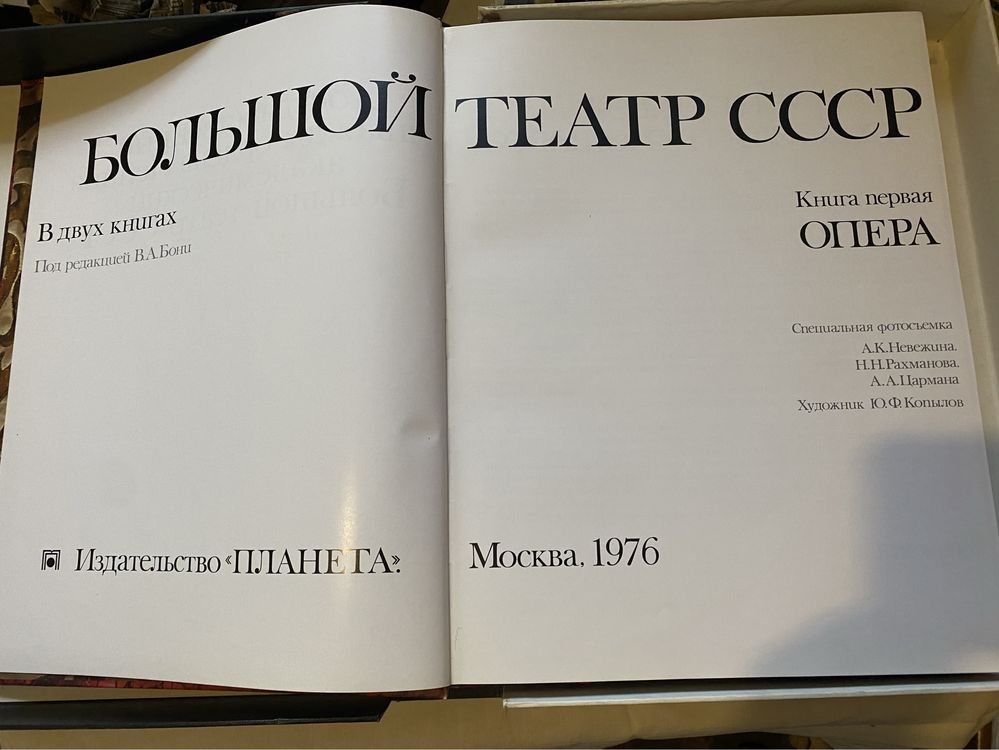 БОЛЬШОЙ ТЕАТР СССР
В двух книгах
Под редакцией В.А.Бони
Книга первая
ОПЕРА
Специальная фотосъемка
А.К.Невежина.
Н.Н.Рахманова.
А.А.Цармана
Художник Ю.Ф.Копылов
Издательство «ПЛАНЕТА».
Москва, 1976